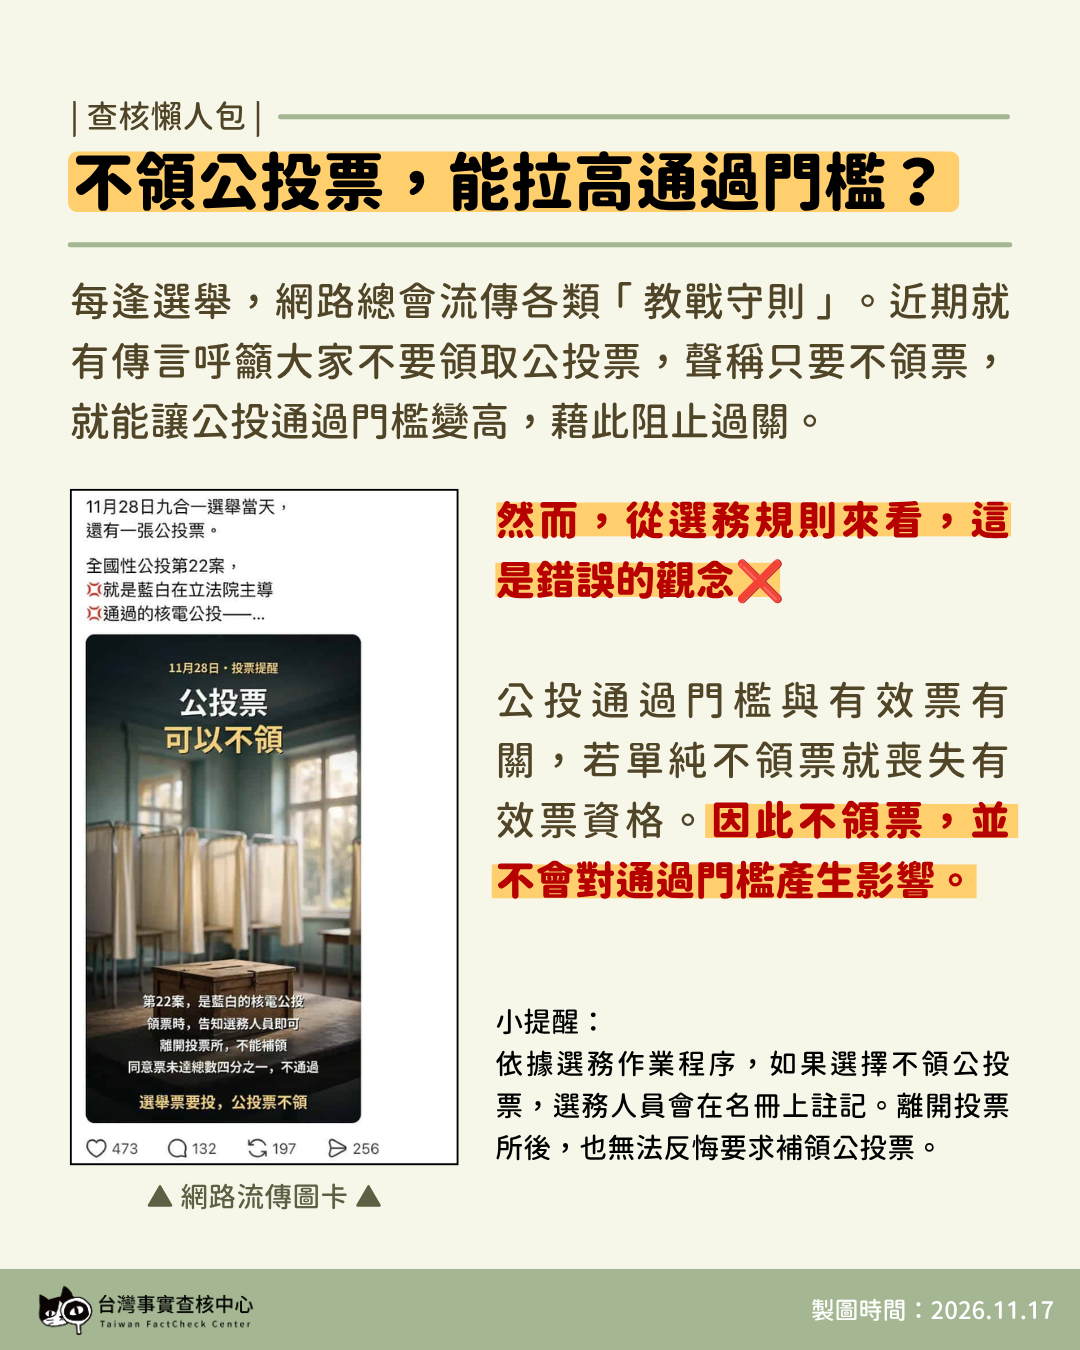 | 查核懶人包 |
不領公投票，能拉高通過門檻？
每逢選舉，網路總會流傳各類「教戰守則」。近期就
有傳言呼籲大家不要領取公投票，聲稱只要不領票，
就能讓公投通過門檻變高，藉此阻止過關。
11月28日九合一選舉當天，
還有一張公投票。
全國性公投第22案，
💢就是藍白在立法院主導
💢通過的核電公投——...
11月28日・投票提醒
公投票
可以不領
第22案，是藍白的核電公投
領票時，告知選務人員即可
離開投票所，不能補領
同意票未達總數四分之一，不通過
選舉票要投，公投票不領
473 132 197 256
▲ 網路流傳圖卡 ▲
然而，從選務規則來看，這
是錯誤的觀念❌
公投通過門檻與有效票有
關，若單純不領票就喪失有
效票資格。因此不領票，並
不會對通過門檻產生影響。
小提醒：
依據選務作業程序，如果選擇不領公投
票，選務人員會在名冊上註記。離開投票
所後，也無法反悔要求補領公投票。
台灣事實查核中心
Taiwan FactCheck Center
製圖時間：2026.11.17